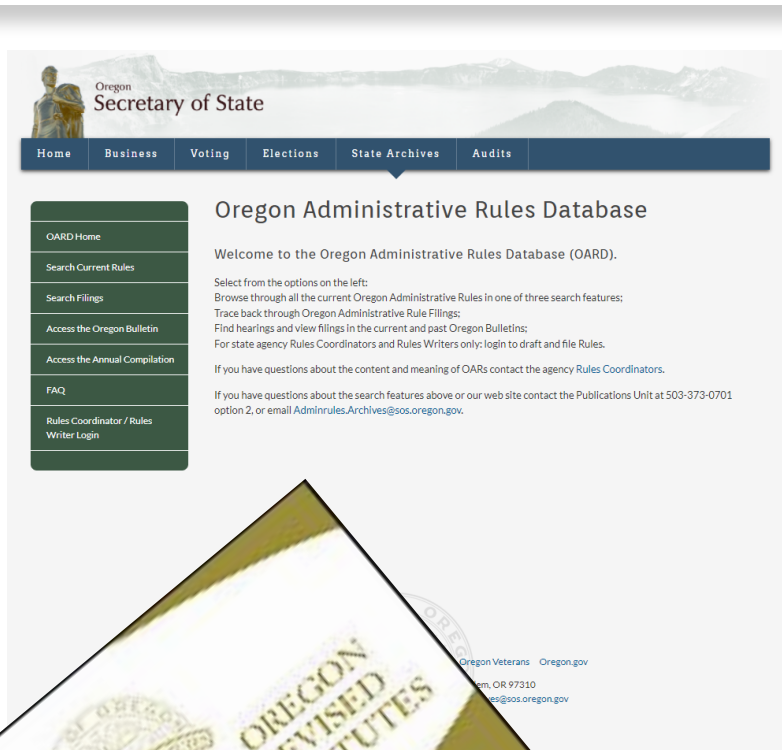 Oregon
Secretary of State
Home Business Voting Elections State Archives Audits
OARD Home
Search Current Rules
Search Filings
Access the Oregon Bulletin
Access the Annual Compilation
FAQ
Rules Coordinator / Rules
Writer Login
Oregon Administrative Rules Database
Welcome to the Oregon Administrative Rules Database (OARD).
Select from the options on the left:
Browse through all the current Oregon Administrative Rules in one of three search features;
Trace back through Oregon Administrative Rule Filings;
Find hearings and view filings in the current and past Oregon Bulletins;
For state agency Rules Coordinators and Rules Writers only: login to draft and file Rules.
If you have questions about the content and meaning of OARs contact the agency Rules Coordinators.
If you have questions about the search features above or our web site contact the Publications Unit at 503-373-0701
option 2, or email Adminrules.Archives@sos.oregon.gov.
Oregon Veterans Oregon.gov
OR 97310
@sos.oregon.gov
OREGON